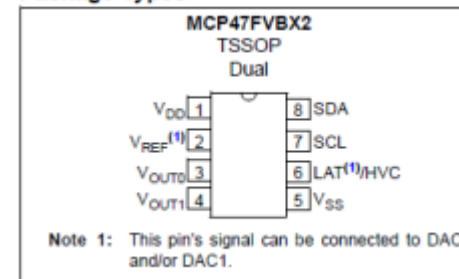 MCP47FVBX2
TSSOP
Dual
VDD 1 8 SDA
VREF(1) 2 7 SCL
VOUT0 3 6 LAT(1)/HVC
VOUT1 4 5 VSS
Note 1: This pin's signal can be connected to DAC
and/or DAC1.